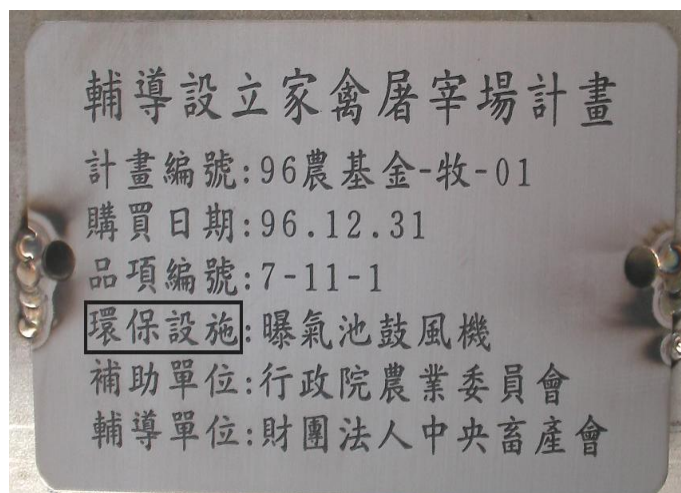 輔導設立家禽屠宰場計畫
計畫編號:96農基金-牧-01
購買日期:96.12.31
品項編號:7-11-1
環保設施:曝氣池鼓風機
補助單位:行政院農業委員會
輔導單位:財團法人中央畜產會